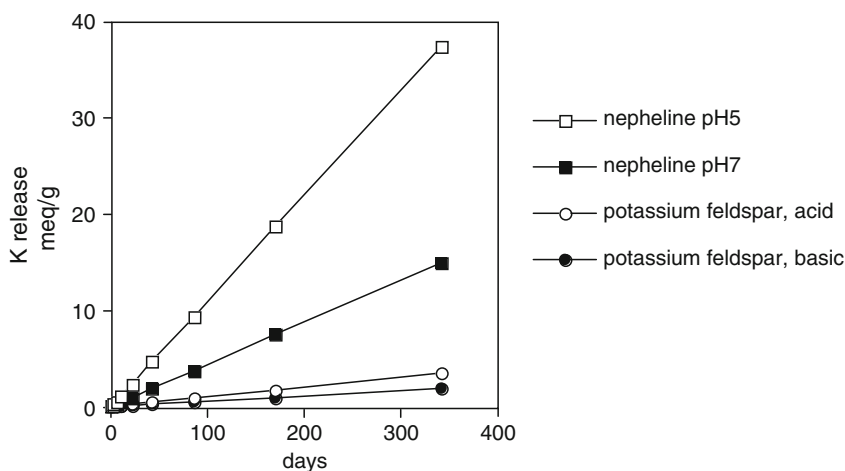 40
30
20
10
0
K release
meq/g
0
100
200
300
400
days
nepheline pH5
nepheline pH7
potassium feldspar, acid
potassium feldspar, basic